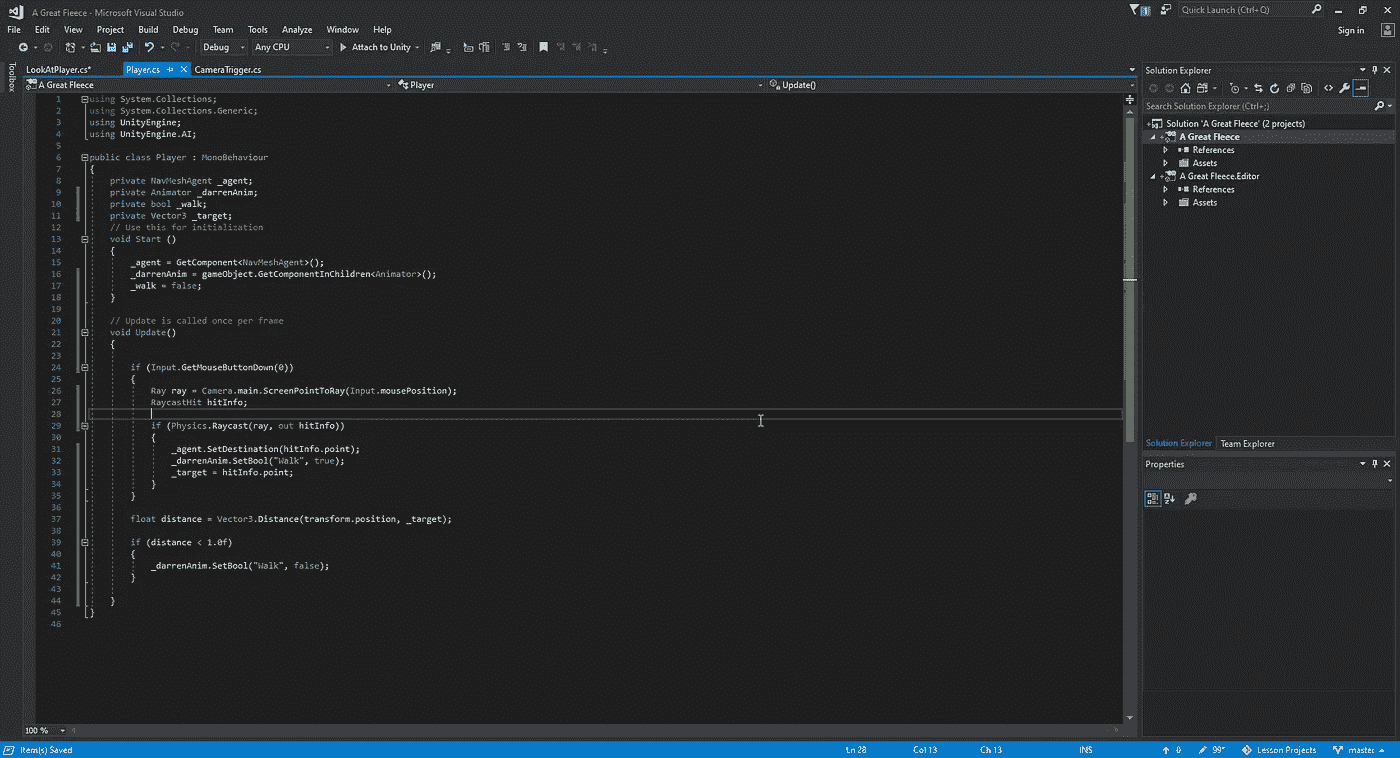 A Great Fleece - Microsoft Visual Studio
Quick Launch (Ctrl+Q)
File Edit View Project Build Debug Team Tools Analyze Window Help
Sign in
Debug Any CPU Attach to Unity
Toolbox
LookAtPlayer.cs* Player.cs CameraTrigger.cs
A Great Fleece Player Update()
1 using System.Collections;
2 using System.Collections.Generic;
3 using UnityEngine;
4 using UnityEngine.AI;
5
6 public class Player : MonoBehaviour
7 {
8 private NavMeshAgent _agent;
9 private Animator _darrenAnim;
10 private bool _walk;
11 private Vector3 _target;
12 // Use this for initialization
13 void Start ()
14 {
15 _agent = GetComponent<NavMeshAgent>();
16 _darrenAnim = gameObject.GetComponentInChildren<Animator>();
17 _walk = false;
18 }
19
20 // Update is called once per frame
21 void Update()
22 {
23
24 if (Input.GetMouseButtonDown(0))
25 {
26 Ray ray = Camera.main.ScreenPointToRay(Input.mousePosition);
27 RaycastHit hitInfo;
28
29 if (Physics.Raycast(ray, out hitInfo))
30 {
31 _agent.SetDestination(hitInfo.point);
32 _darrenAnim.SetBool("Walk", true);
33 _target = hitInfo.point;
34 }
35 }
36
37 float distance = Vector3.Distance(transform.position, _target);
38
39 if (distance < 1.0f)
40 {
41 _darrenAnim.SetBool("Walk", false);
42 }
43
44 }
45 }
46
100 %
Solution Explorer
Search Solution Explorer (Ctrl+;)
Solution 'A Great Fleece' (2 projects)
A Great Fleece
References
Assets
A Great Fleece.Editor
References
Assets
Solution Explorer Team Explorer
Properties
Item(s) Saved Ln 28 Col 13 Ch 13 INS 0 99* Lesson Projects master